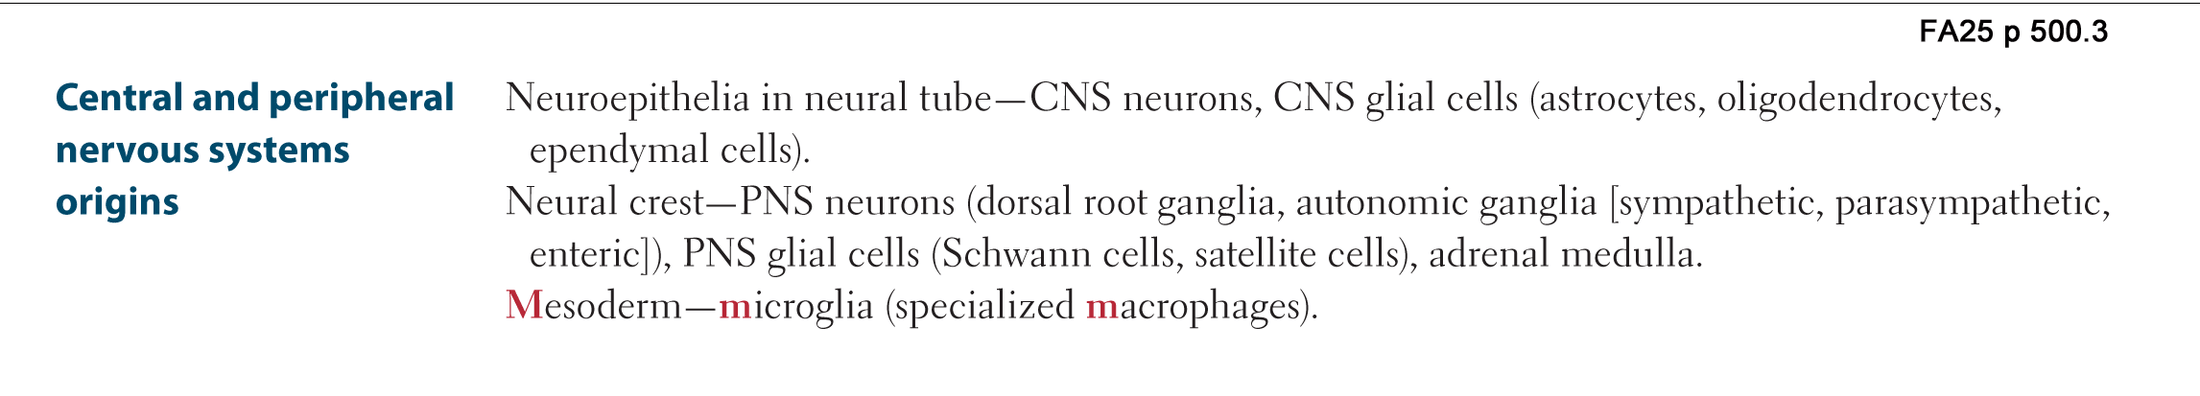 FA25 p 500.3
Central and peripheral
nervous systems
origins
Neuroepithelia in neural tube—CNS neurons, CNS glial cells (astrocytes, oligodendrocytes,
ependymal cells).
Neural crest—PNS neurons (dorsal root ganglia, autonomic ganglia [sympathetic, parasympathetic,
enteric]), PNS glial cells (Schwann cells, satellite cells), adrenal medulla.
Mesoderm—microglia (specialized macrophages).